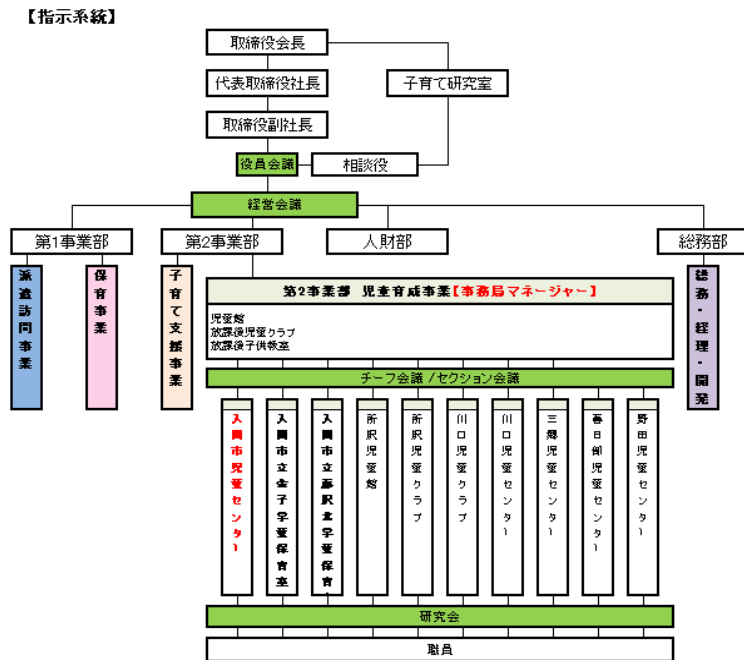 【指示系統】
取締役会長
代表取締役社長
子育て研究室
取締役副社長
役員会議
相談役
経営会議
第1事業部
第2事業部
人財部
総務部
派遣訪問事業
保育事業
子育て支援事業
第2事業部 児童育成事業【事務局マネージャー】
児童館
放課後児童クラブ
放課後子供教室
総務・経理・開発
チーフ会議/セクション会議
入間市児童センター
入間市立金子学童保育室
入間市立藤沢北学童保育
所沢児童館
所沢児童クラブ
川口児童クラブ
川口児童センター
三郷児童センター
春日部児童センター
野田児童センター
研究会
職員